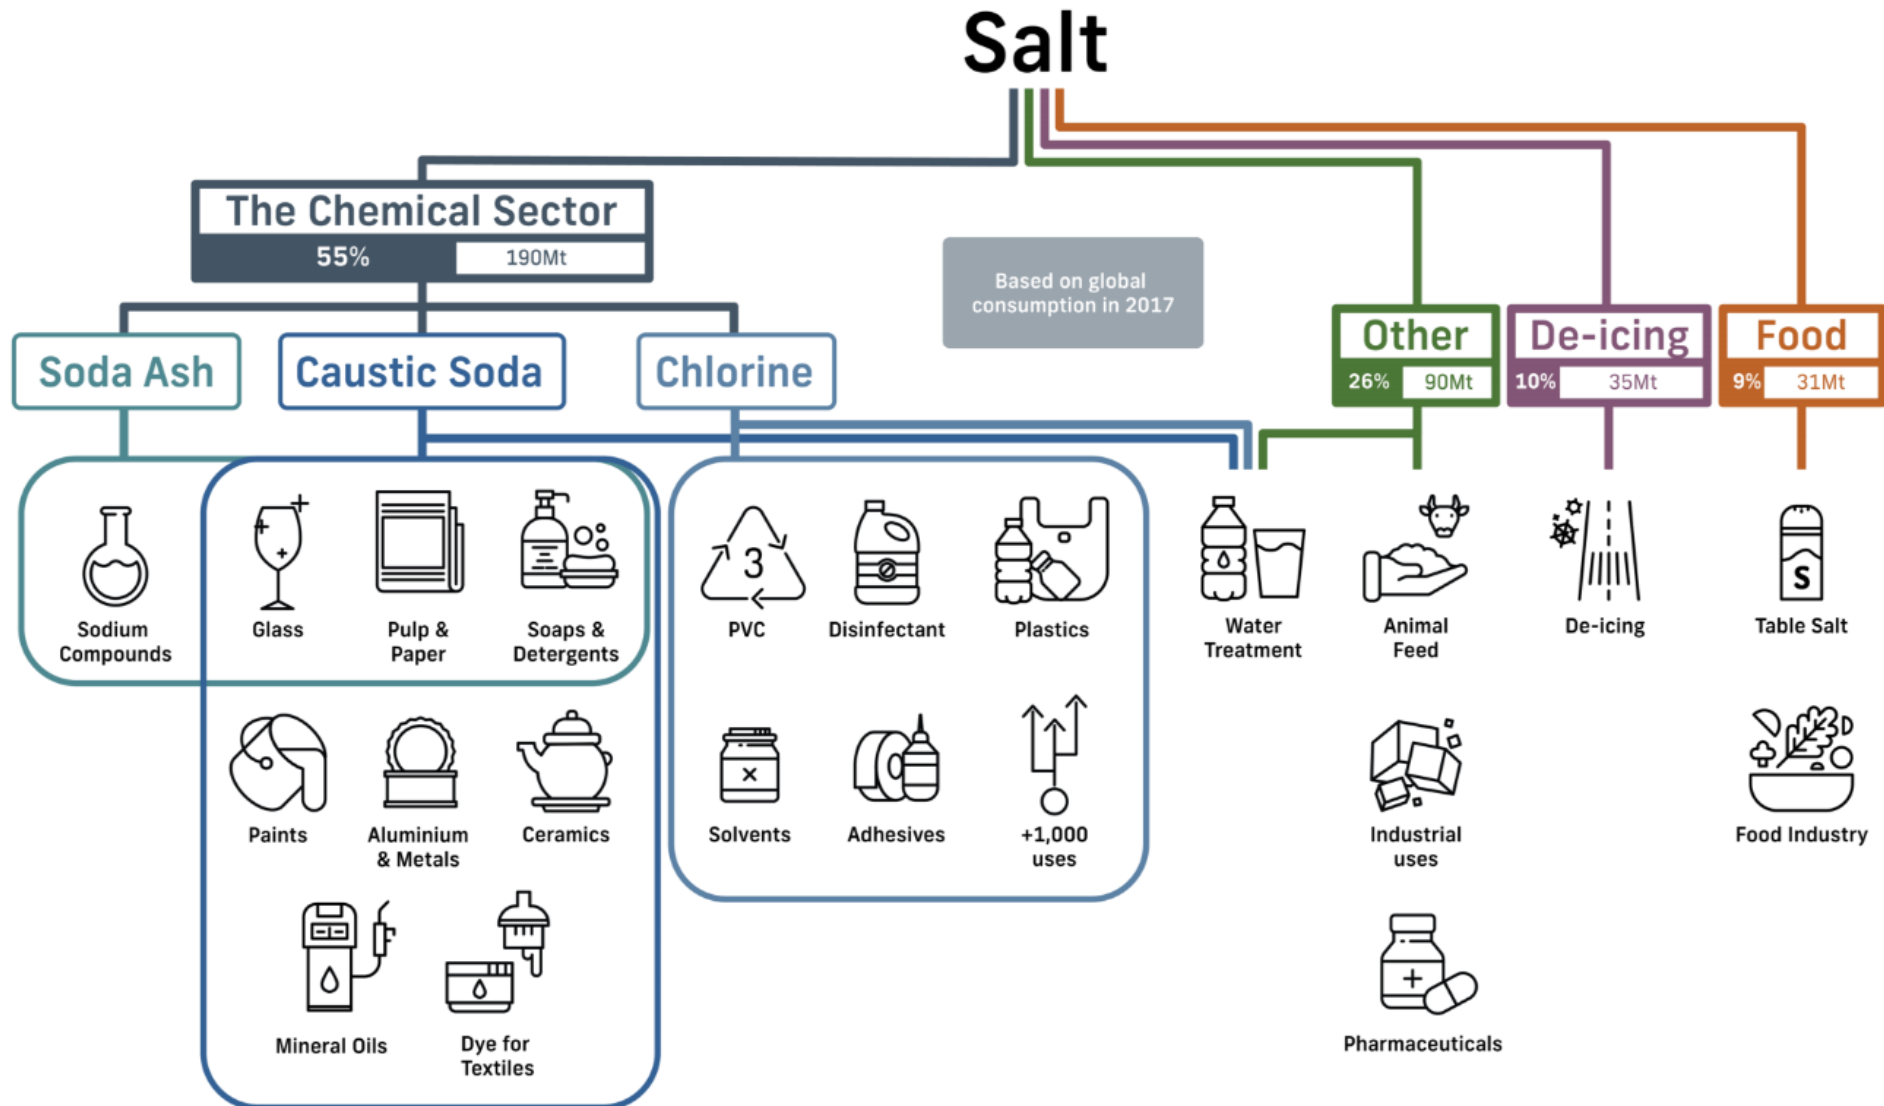 Salt
The Chemical Sector
55%
190Mt
Based on global
consumption in 2017
Other
26%
90Mt
De-icing
10%
35Mt
Food
9%
31Mt
Soda Ash
Caustic Soda
Chlorine
Sodium
Compounds
Glass
Pulp &
Paper
Soaps &
Detergents
3
PVC
Disinfectant
Plastics
Water
Treatment
Animal
Feed
De-icing
S
Table Salt
Paints
Aluminium
& Metals
Ceramics
Solvents
Adhesives
+1,000
uses
Industrial
uses
Food Industry
Mineral Oils
Dye for
Textiles
Pharmaceuticals